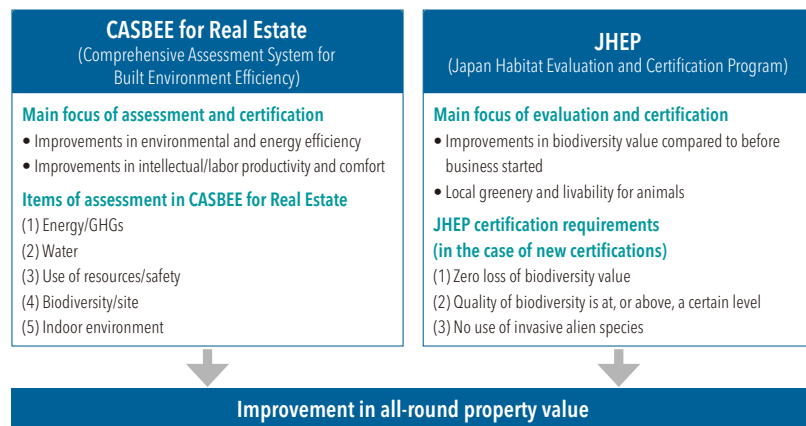 CASBEE for Real Estate
(Comprehensive Assessment System for
Built Environment Efficiency)
Main focus of assessment and certification
• Improvements in environmental and energy efficiency
• Improvements in intellectual/labor productivity and comfort
Items of assessment in CASBEE for Real Estate
(1) Energy/GHGs
(2) Water
(3) Use of resources/safety
(4) Biodiversity/site
(5) Indoor environment
JHEP
(Japan Habitat Evaluation and Certification Program)
Main focus of evaluation and certification
• Improvements in biodiversity value compared to before
business started
• Local greenery and livability for animals
JHEP certification requirements
(in the case of new certifications)
(1) Zero loss of biodiversity value
(2) Quality of biodiversity is at, or above, a certain level
(3) No use of invasive alien species
Improvement in all-round property value